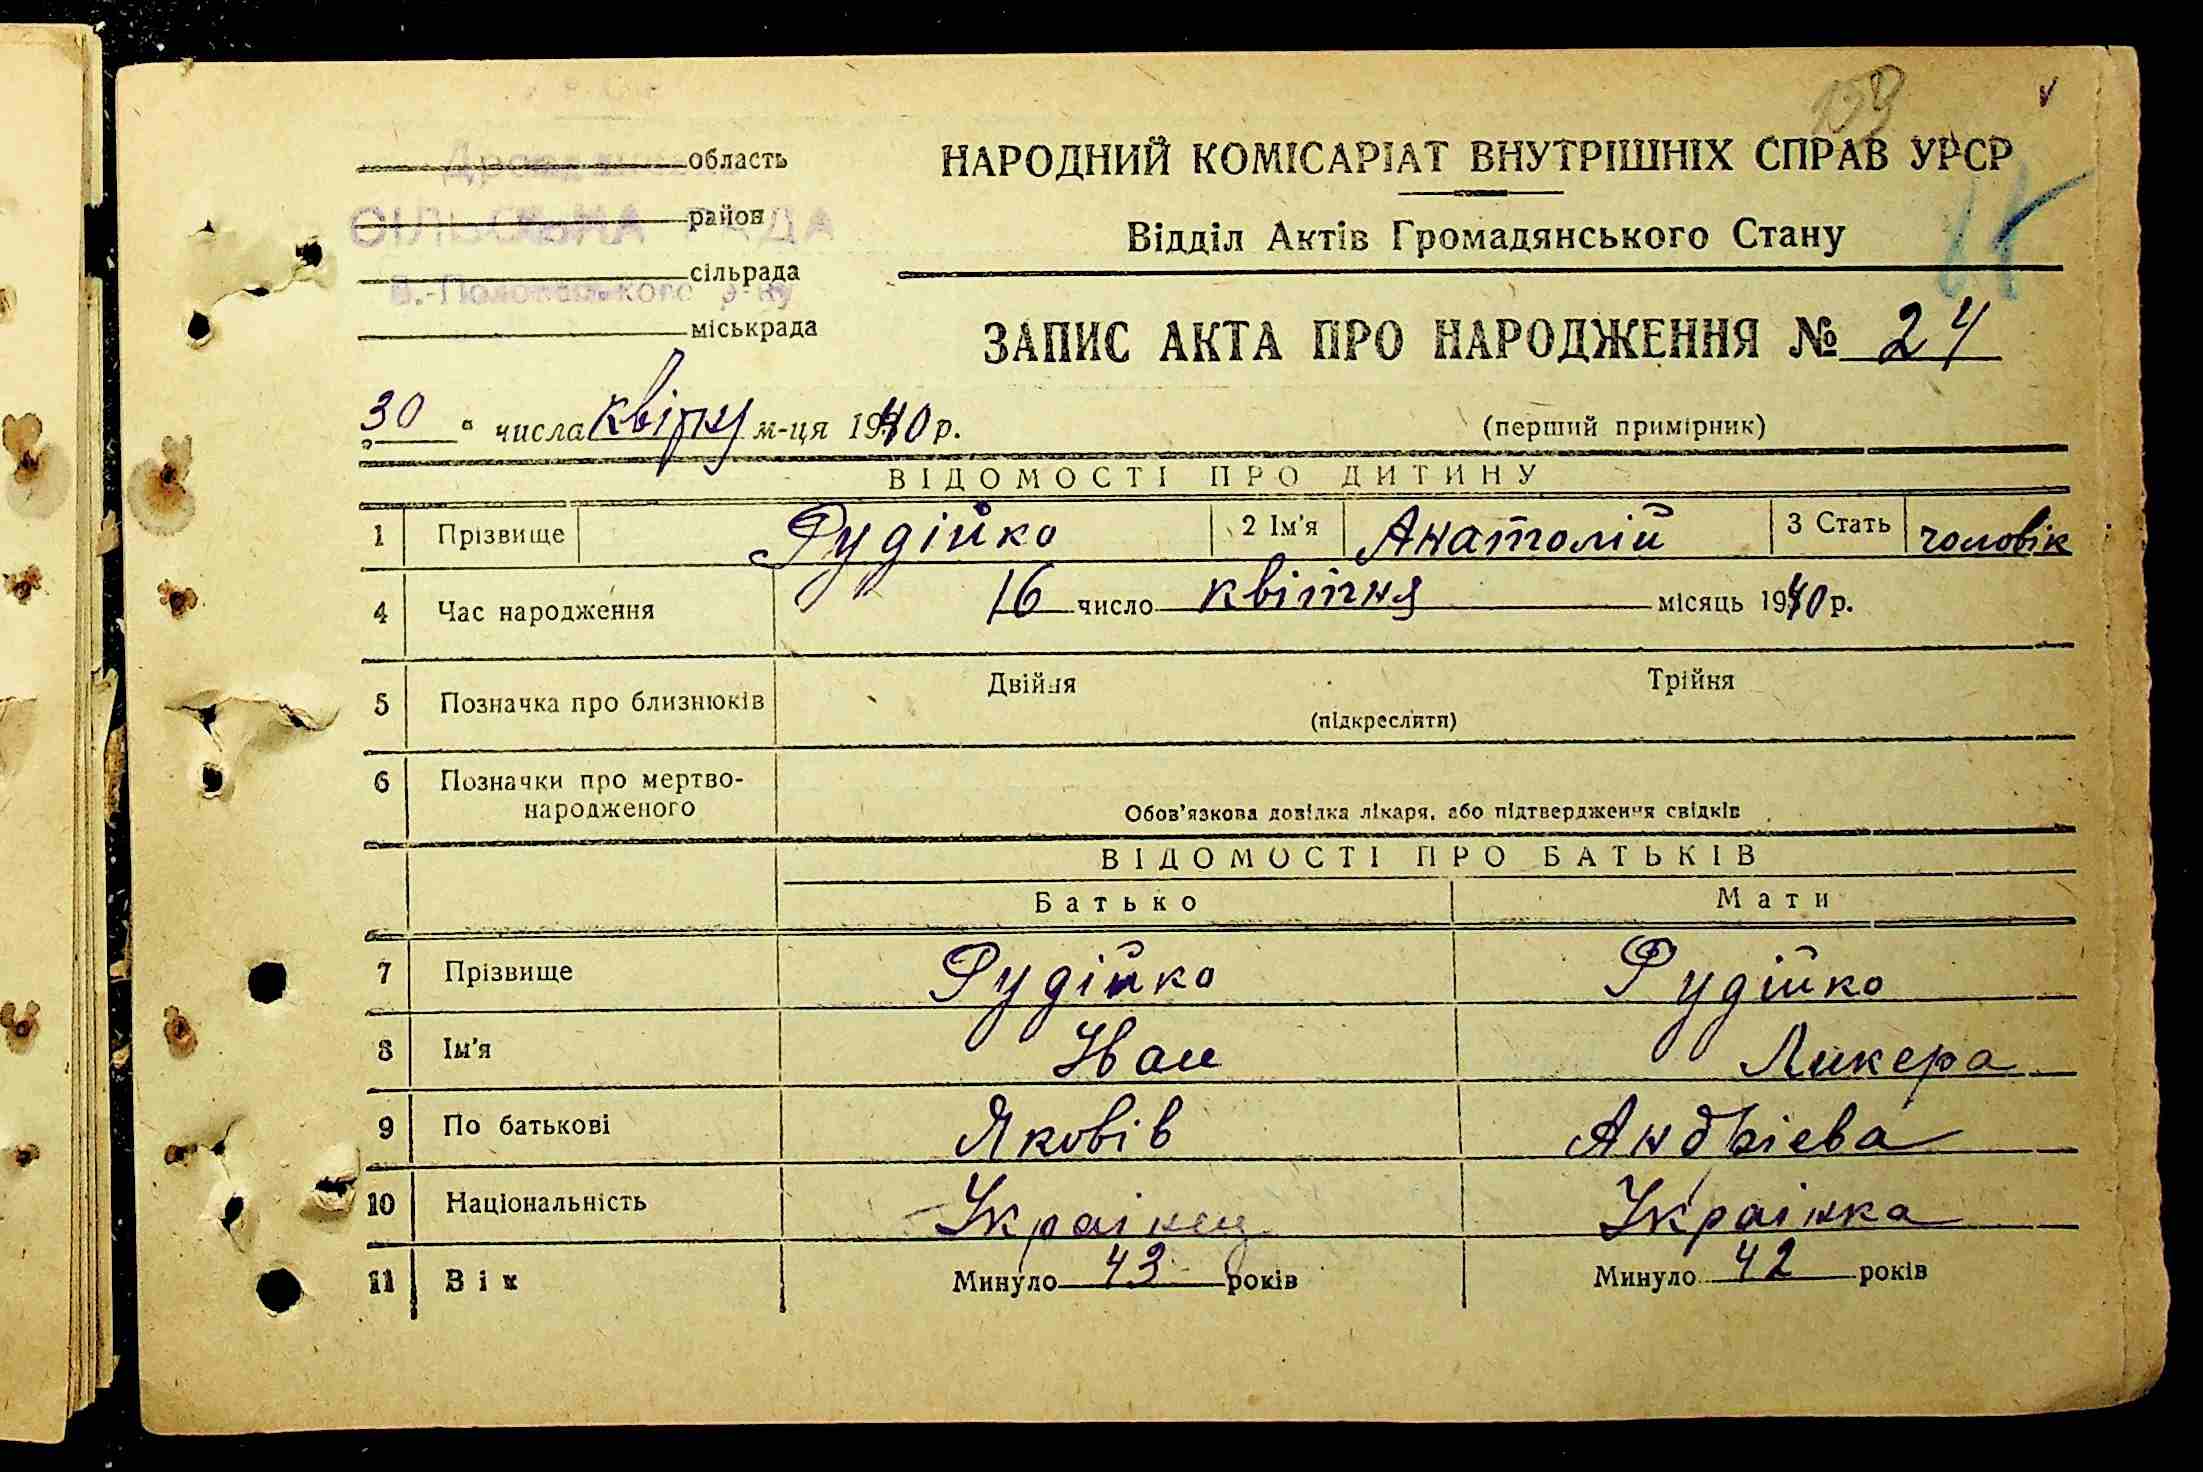 159
область
НАРОДНИЙ КОМІСАРІАТ ВНУТРІШНІХ СПРАВ УРСР
район
СІЛЬСЬКА РАДА
Відділ Актів Громадянського Стану
сільрада
міськрада
ЗАПИС АКТА ПРО НАРОДЖЕННЯ № 24
„30“ числа квітня м-ця 1940 р.
(перший примірник)
ВІДОМОСТІ ПРО ДИТИНУ
1 Прізвище Рудійко 2 Ім'я Анатолій 3 Стать чоловік
4 Час народження 16 число квітня місяць 1940 р.
5 Позначка про близнюків Двійня Трійня
(підкреслити)
6 Позначки про мертво-
народженого Обов'язкова довідка лікаря, або підтвердження свідків
ВІДОМОСТІ ПРО БАТЬКІВ
Батько Мати
7 Прізвище Рудійко Рудійко
8 Ім'я Іван Ликера
9 По батькові Яковів Андрієва
10 Національність Українец Українка
11 Вік Минуло 43 років Минуло 42 років